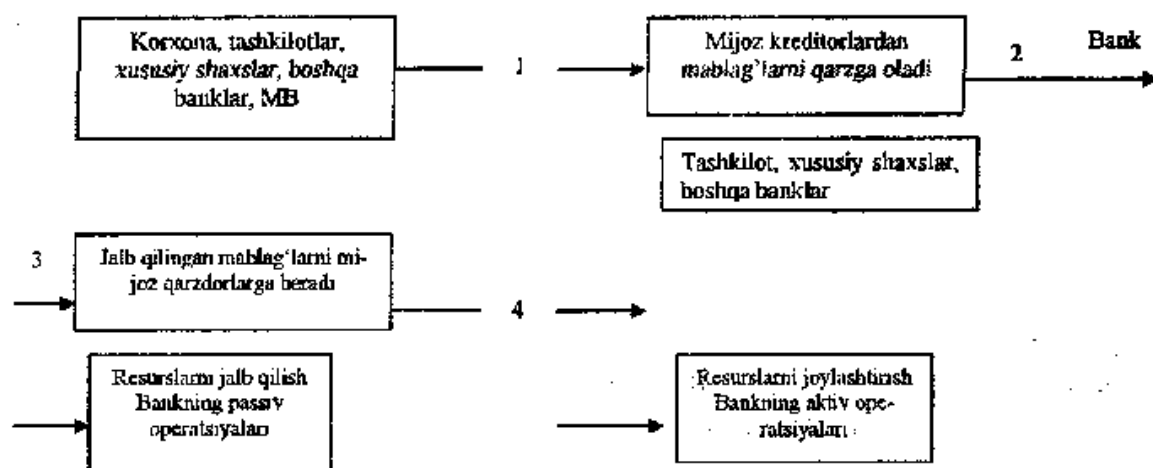 Korxona, tashkilotlar,
xususiy shaxslar, boshqa
banklar, MB
1
Mijoz kreditorlardan
mablag'larni qarzga oladi
2 Bank
Tashkilot, xususiy shaxslar,
boshqa banklar
3
Jalb qilingan mablag‘larni mi-
joz qarzdorlarga beradi
4
Resurslarni jalb qilish
Bankning passiv
operatsiyalari
Resurslarni joylashtirish
Bankning aktiv ope-
ratsiyalari